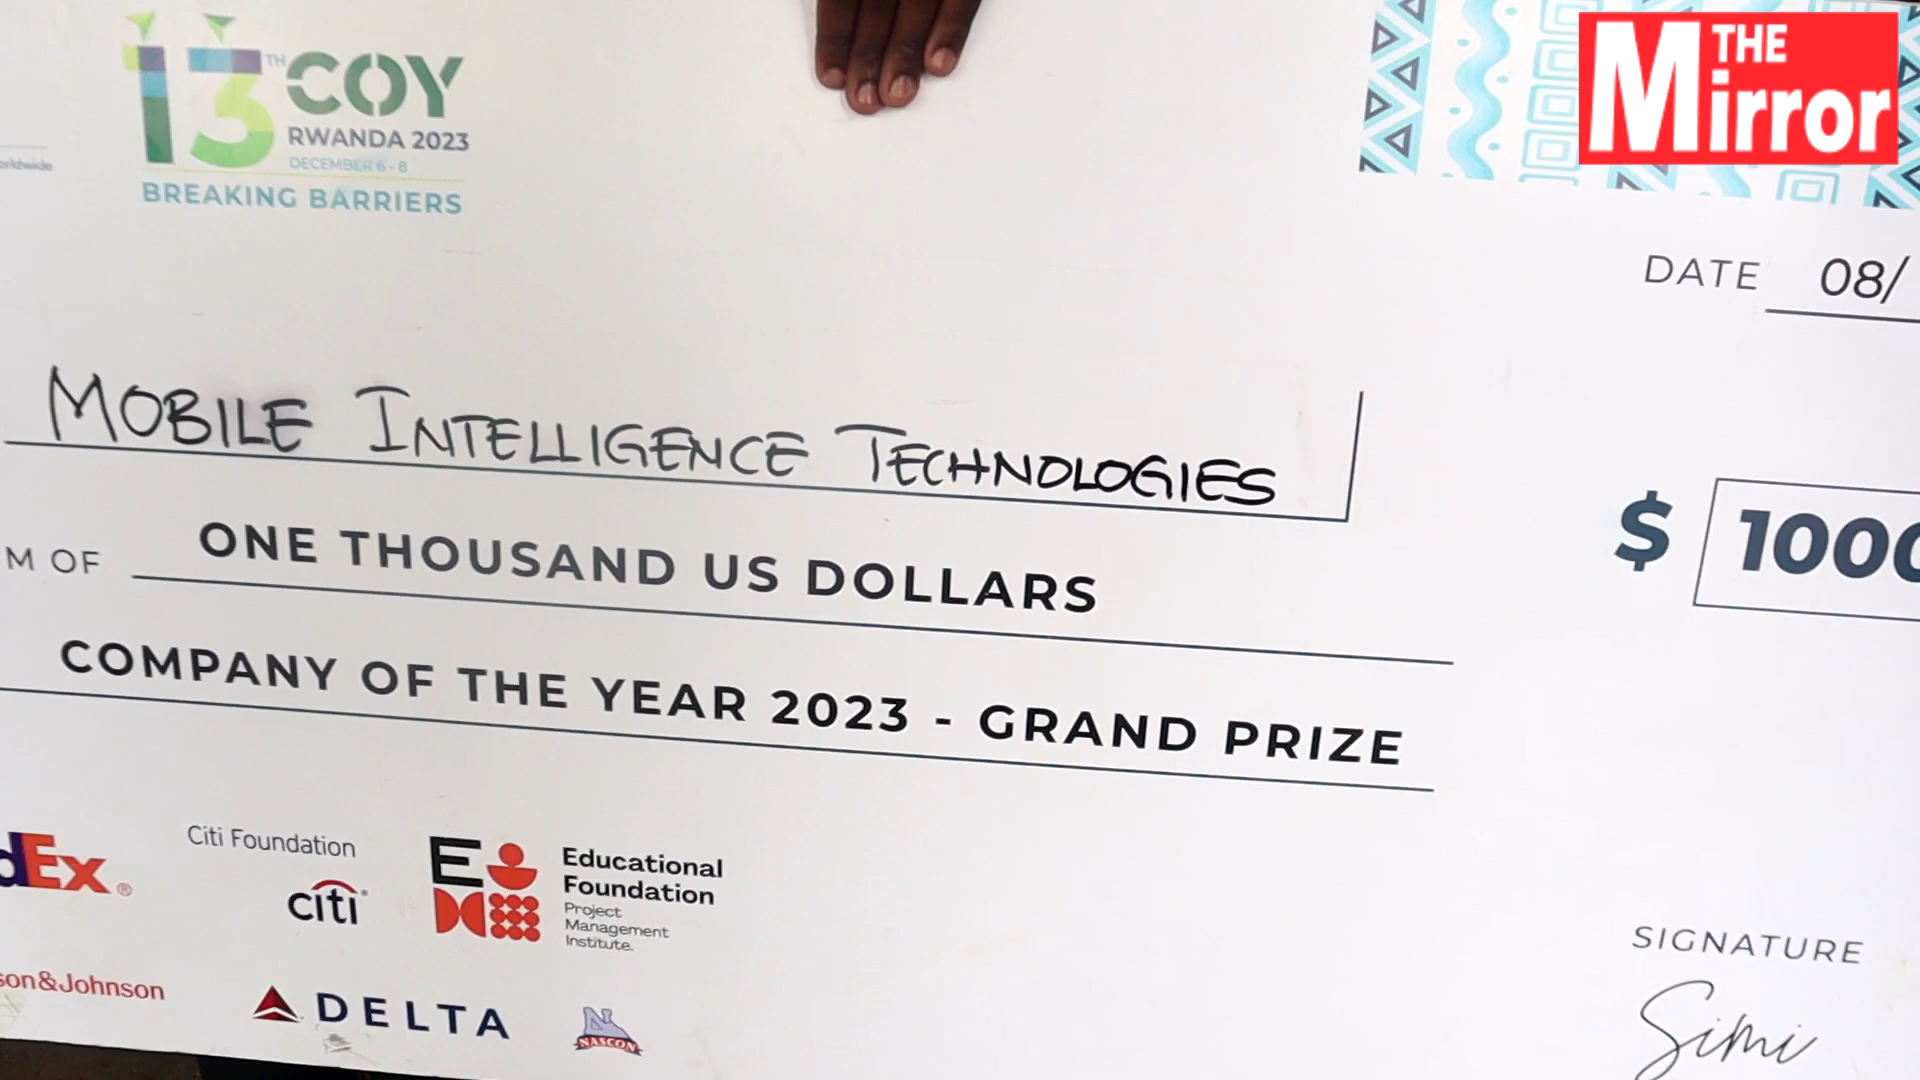 THE
Mirror
13TH COY
RWANDA 2023
DECEMBER 6 - 8
BREAKING BARRIERS
DATE 08/
MOBILE INTELLIGENCE TECHNOLOGIES
OF ONE THOUSAND US DOLLARS
$ 1000
COMPANY OF THE YEAR 2023 - GRAND PRIZE
Citi Foundation
citi
Educational
Foundation
Project
Management
Institute.
&Johnson
DELTA
NASCON
SIGNATURE
Simi